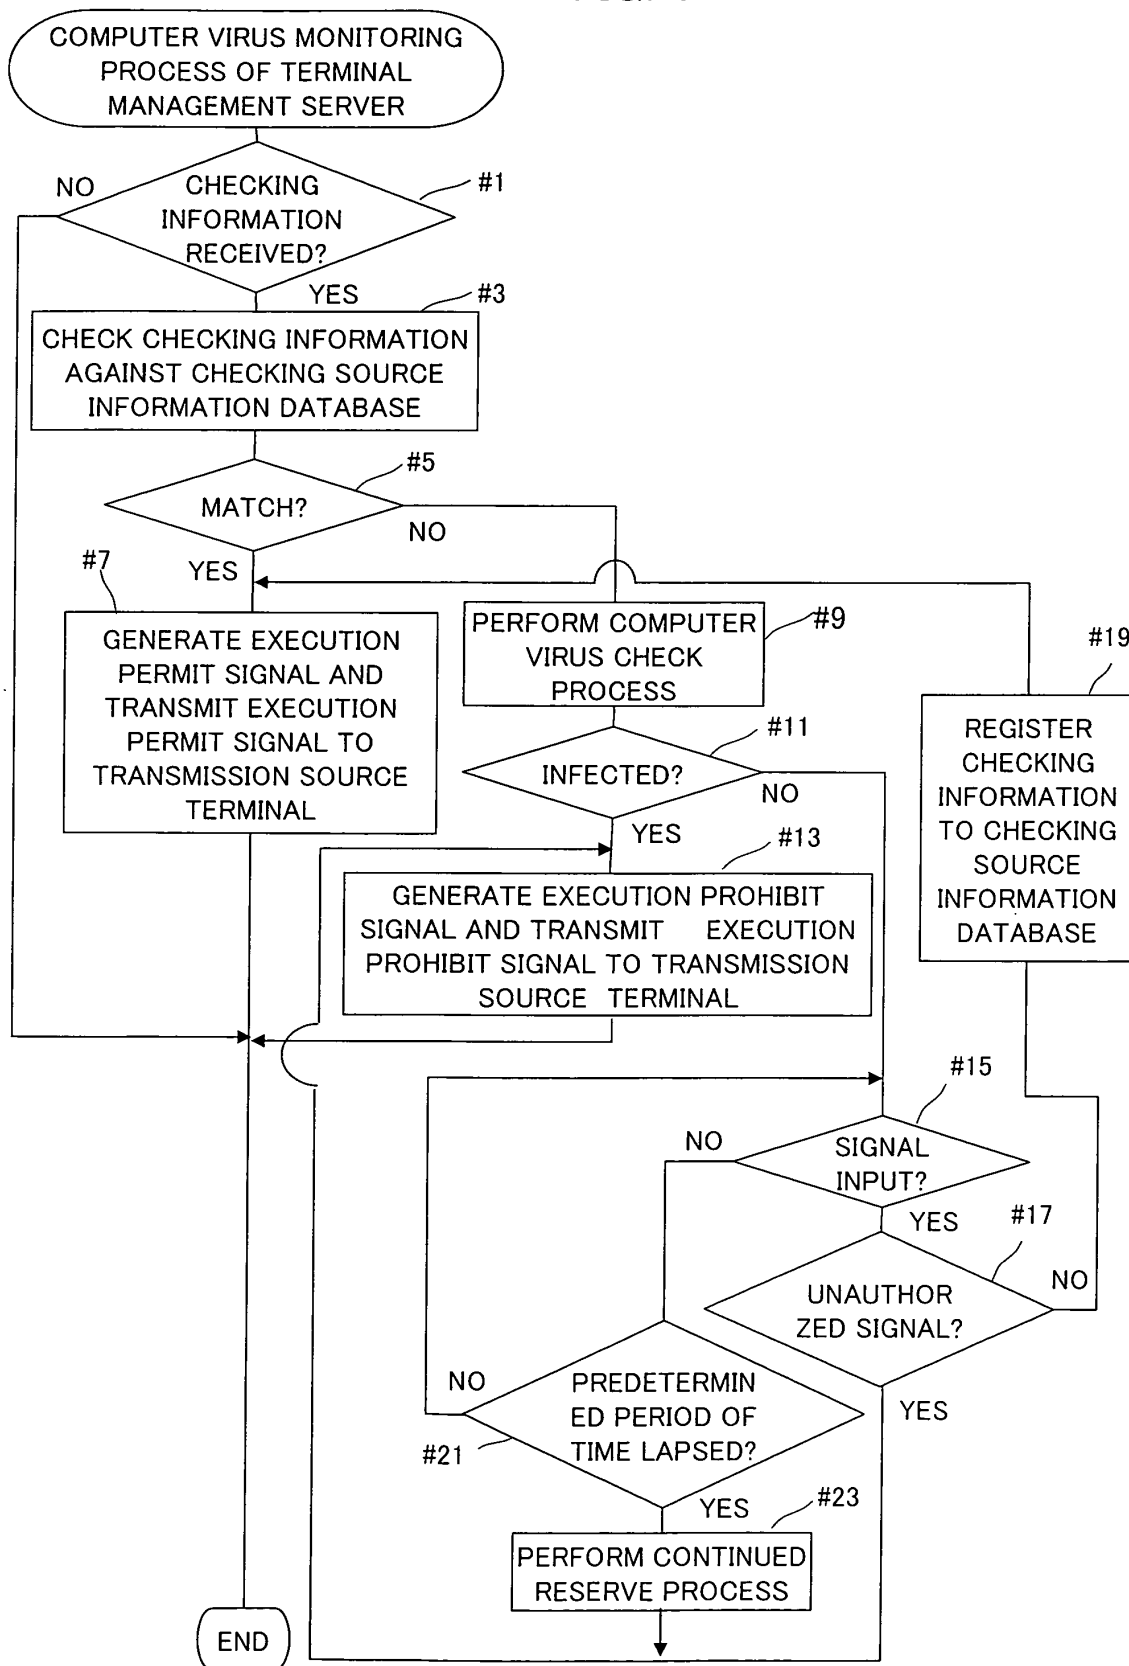 COMPUTER VIRUS MONITORING
PROCESS OF TERMINAL
MANAGEMENT SERVER
NO
CHECKING
INFORMATION
RECEIVED?
#1
YES
#3
CHECK CHECKING INFORMATION
AGAINST CHECKING SOURCE
INFORMATION DATABASE
#5
MATCH?
NO
#7
YES
GENERATE EXECUTION
PERMIT SIGNAL AND
TRANSMIT EXECUTION
PERMIT SIGNAL TO
TRANSMISSION SOURCE
TERMINAL
PERFORM COMPUTER
VIRUS CHECK
PROCESS
#9
#19
REGISTER
CHECKING
INFORMATION
TO CHECKING
SOURCE
INFORMATION
DATABASE
#11
INFECTED?
NO
YES
#13
GENERATE EXECUTION PROHIBIT
SIGNAL AND TRANSMIT EXECUTION
PROHIBIT SIGNAL TO TRANSMISSION
SOURCE TERMINAL
#15
NO
SIGNAL
INPUT?
YES
#17
UNAUTHOR
ZED SIGNAL?
NO
YES
NO
PREDETERMIN
ED PERIOD OF
TIME LAPSED?
#21
YES
#23
PERFORM CONTINUED
RESERVE PROCESS
END